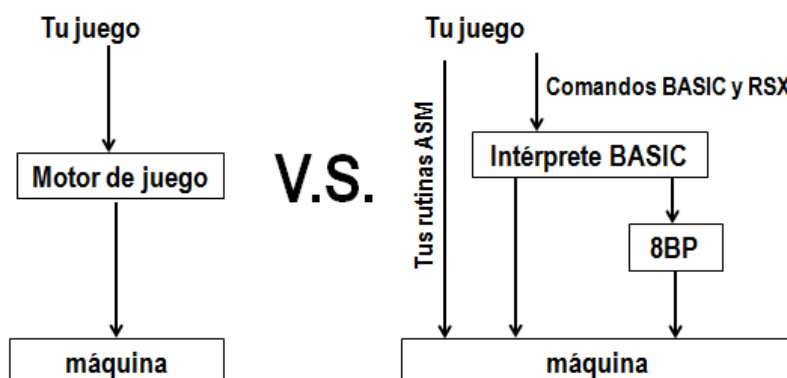 Tu juego
Motor de juego
máquina
V.S.
Tu juego
Tus rutinas ASM
Comandos BASIC y RSX
Intérprete BASIC
8BP
máquina